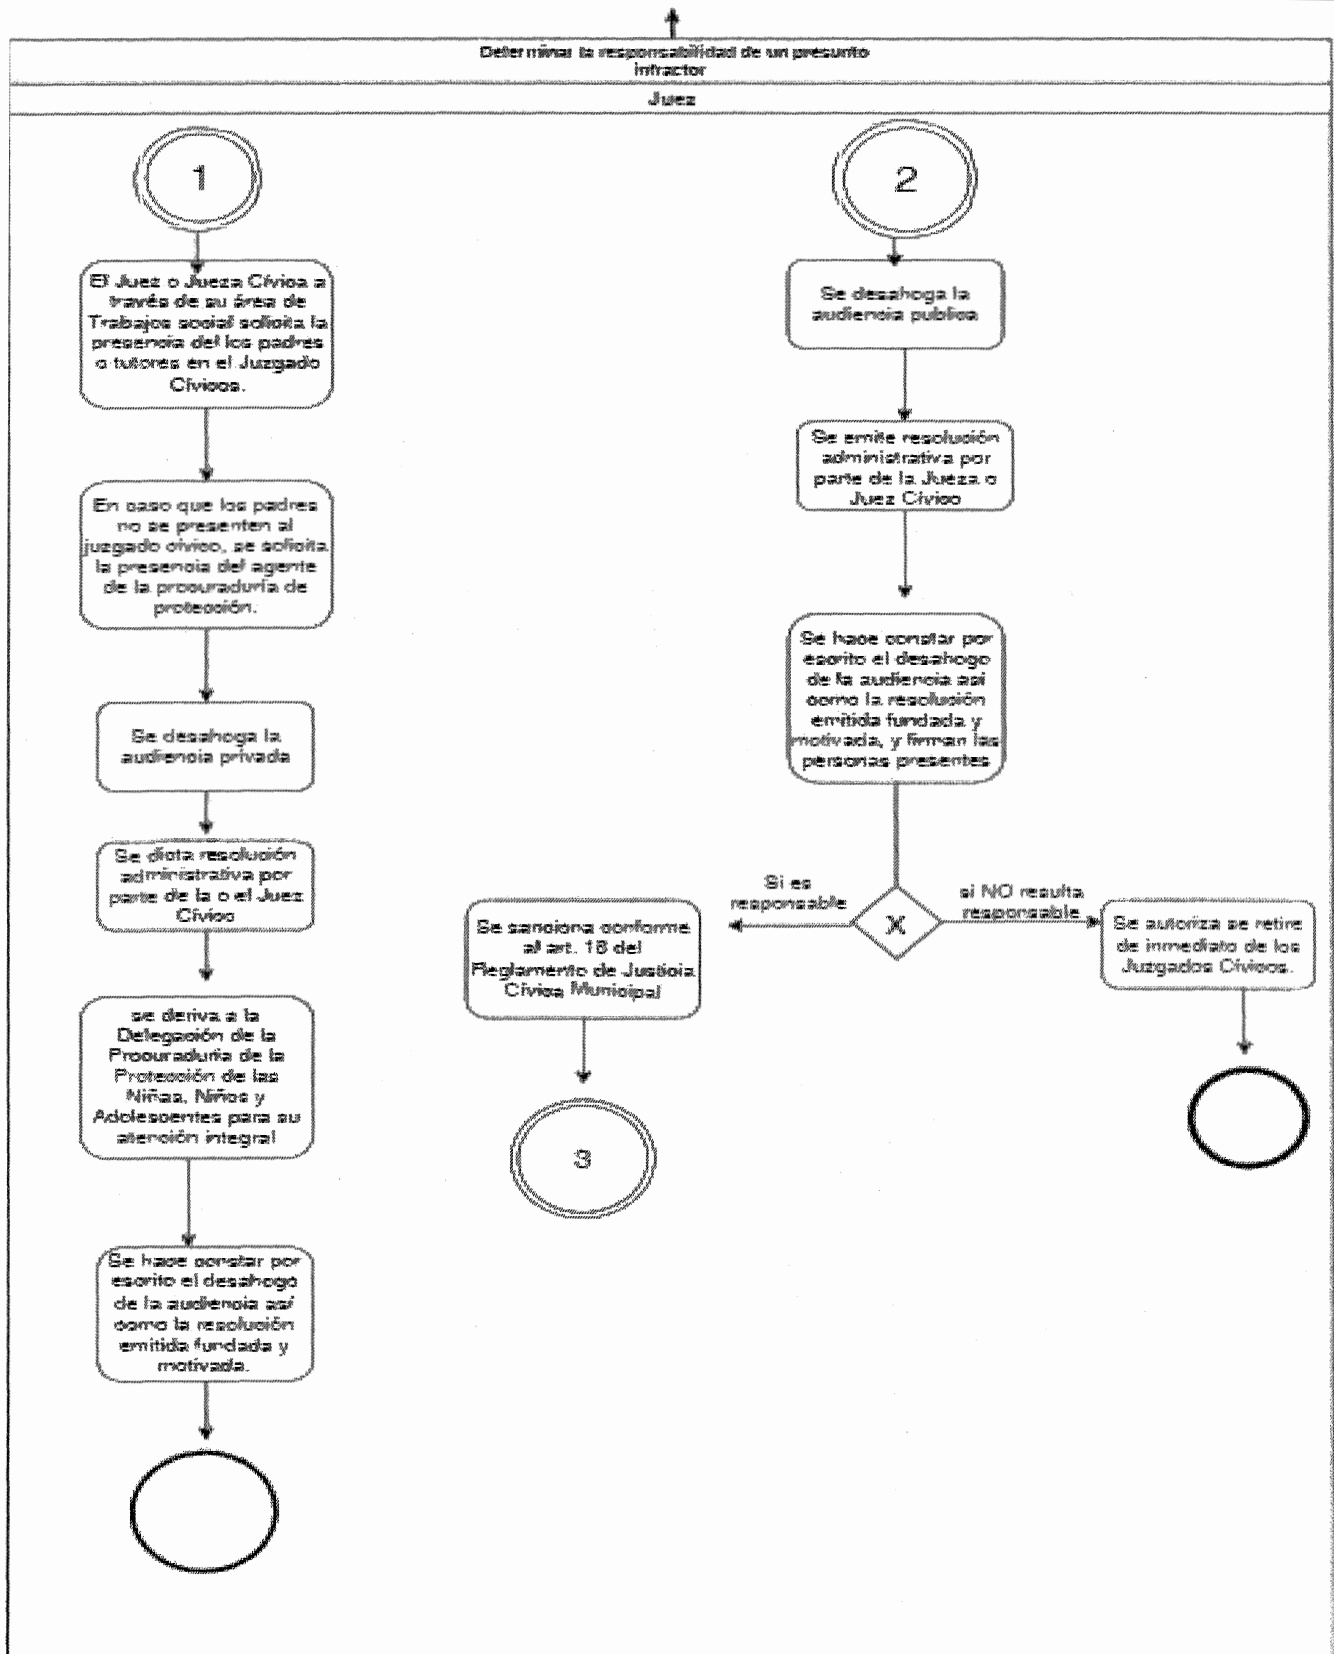 Determinar la responsabilidad de un presunto
infractor
Juez
1
El Juez o Jueza Cívica a
través de su área de
Trabajos social solicita la
presencia del los padres
o tutores en el Juzgado
Cívicos.
En caso que los padres
no se presenten al
juzgado cívico, se solicita
la presencia del agente
de la procuraduría de
protección.
Se desahoga la
audiencia privada
Se dicta resolución
administrativa por
parte de la o el Juez
Cívico
se deriva a la
Delegación de la
Procuraduría de la
Protección de las
Niñas, Niños y
Adolescentes para su
atención integral
Se hace constar por
escrito el desahogo
de la audiencia así
como la resolución
emitida fundada y
motivada.
2
Se desahoga la
audiencia publica
Se emite resolución
administrativa por
parte de la Jueza o
Juez Cívico
Se hace constar por
escrito el desahogo
de la audiencia así
como la resolución
emitida fundada y
motivada, y firman las
personas presentes
X
Si es
responsable
Se sanciona conforme
al art. 18 del
Reglamento de Justicia
Cívica Municipal
3
si NO resulta
responsable
Se autoriza se retire
de inmediato de los
Juzgados Cívicos.